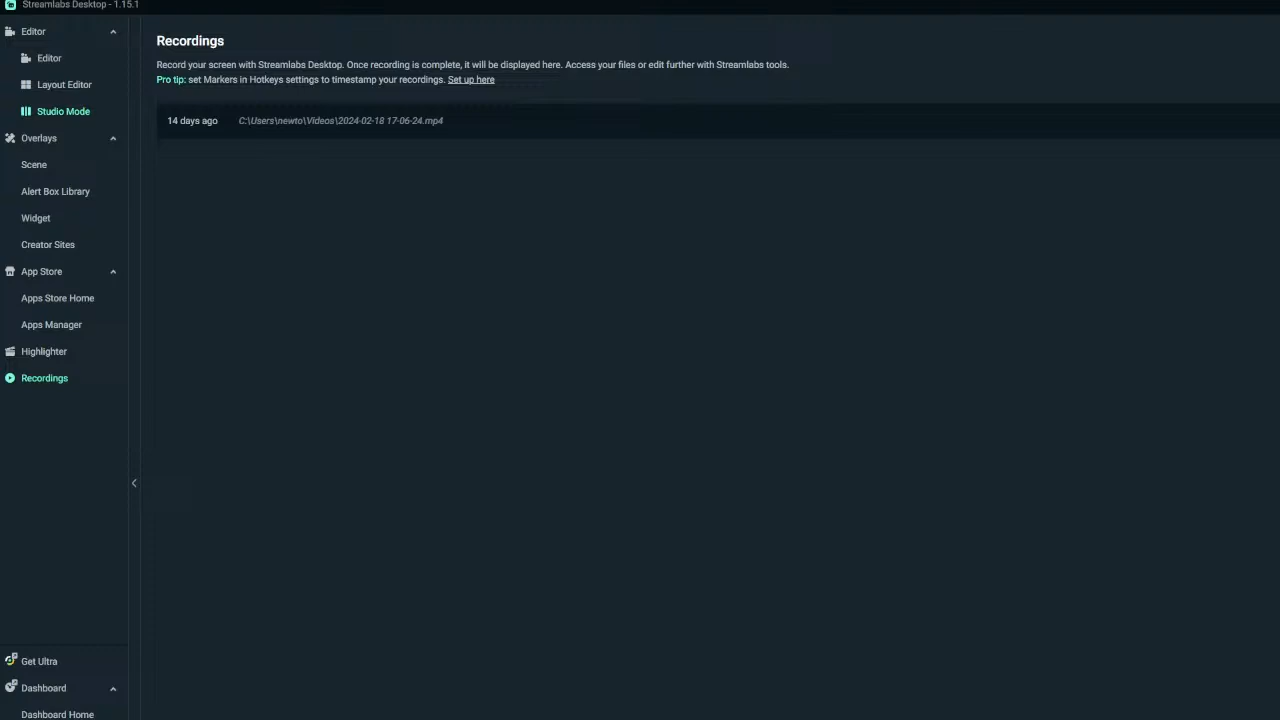 Streamlabs Desktop - 1.15.1
Editor
Editor
Layout Editor
Studio Mode
Overlays
Scene
Alert Box Library
Widget
Creator Sites
App Store
Apps Store Home
Apps Manager
Highlighter
Recordings
Get Ultra
Dashboard
Dashboard Home
Recordings
Record your screen with Streamlabs Desktop. Once recording is complete, it will be displayed here. Access your files or edit further with Streamlabs tools.
Pro tip: set Markers in Hotkeys settings to timestamp your recordings. Set up here
14 days ago C:\Users\newto\Videos\2024-02-18 17-06-24.mp4